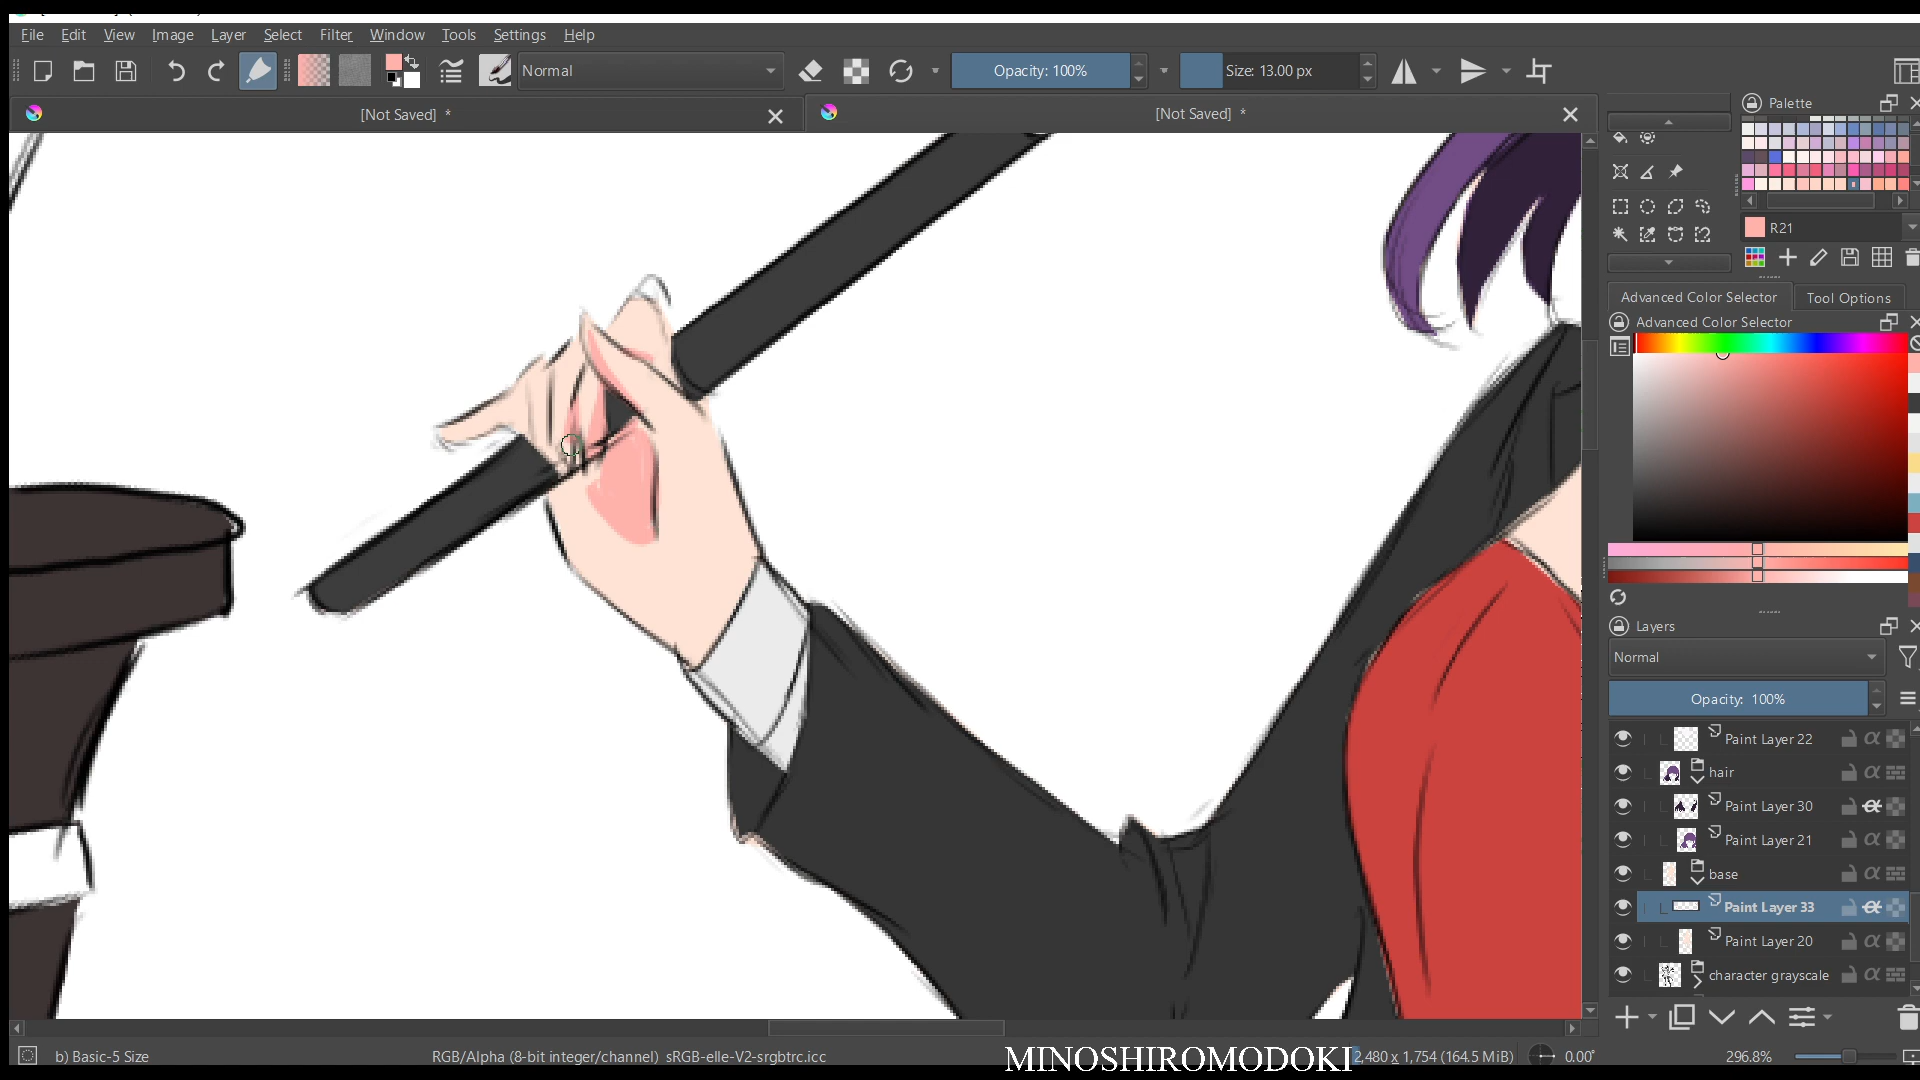 File Edit View Image Layer Select Filter Window Tools Settings Help
Normal Opacity: 100% Size: 13.00 px
[Not Saved] * [Not Saved] *
Palette
R21
Advanced Color Selector Tool Options
Advanced Color Selector
Layers
Normal
Opacity: 100%
Paint Layer 22
hair
Paint Layer 30
Paint Layer 21
base
Paint Layer 33
Paint Layer 20
character grayscale
b) Basic-5 Size RGB/Alpha (8-bit integer/channel) sRGB-elle-V2-srgbtrc.icc MINOSHIROMODOKI 2,480 x 1,754 (164.5 MiB) 0.00° 296.8%